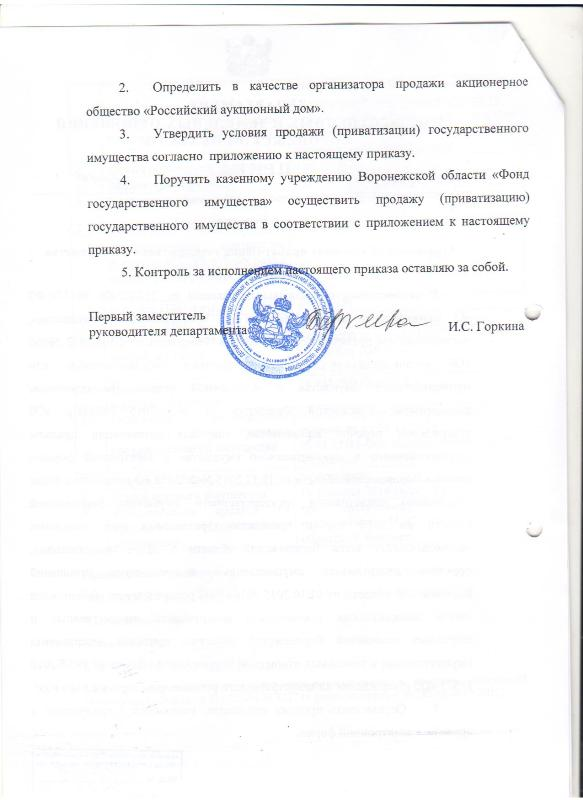 2. Определить в качестве организатора продажи акционерное
общество «Российский аукционный дом».
3. Утвердить условия продажи (приватизации) государственного
имущества согласно приложению к настоящему приказу.
4. Поручить казенному учреждению Воронежской области «Фонд
государственного имущества» осуществить продажу (приватизацию)
государственного имущества в соответствии с приложением к настоящему
приказу.
5. Контроль за исполнением настоящего приказа оставляю за собой.
Первый заместитель
руководителя департамента
И.С. Горкина
2